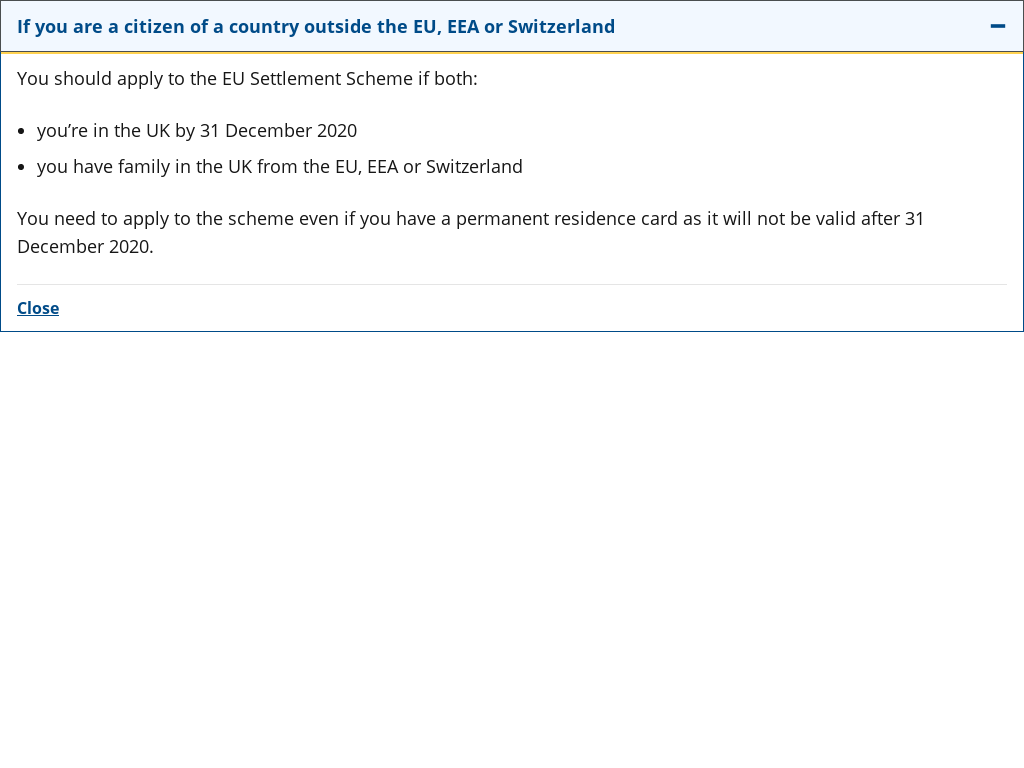 If you are a citizen of a country outside the EU, EEA or Switzerland
You should apply to the EU Settlement Scheme if both:
you’re in the UK by 31 December 2020
you have family in the UK from the EU, EEA or Switzerland
You need to apply to the scheme even if you have a permanent residence card as it will not be valid after 31
December 2020.
Close